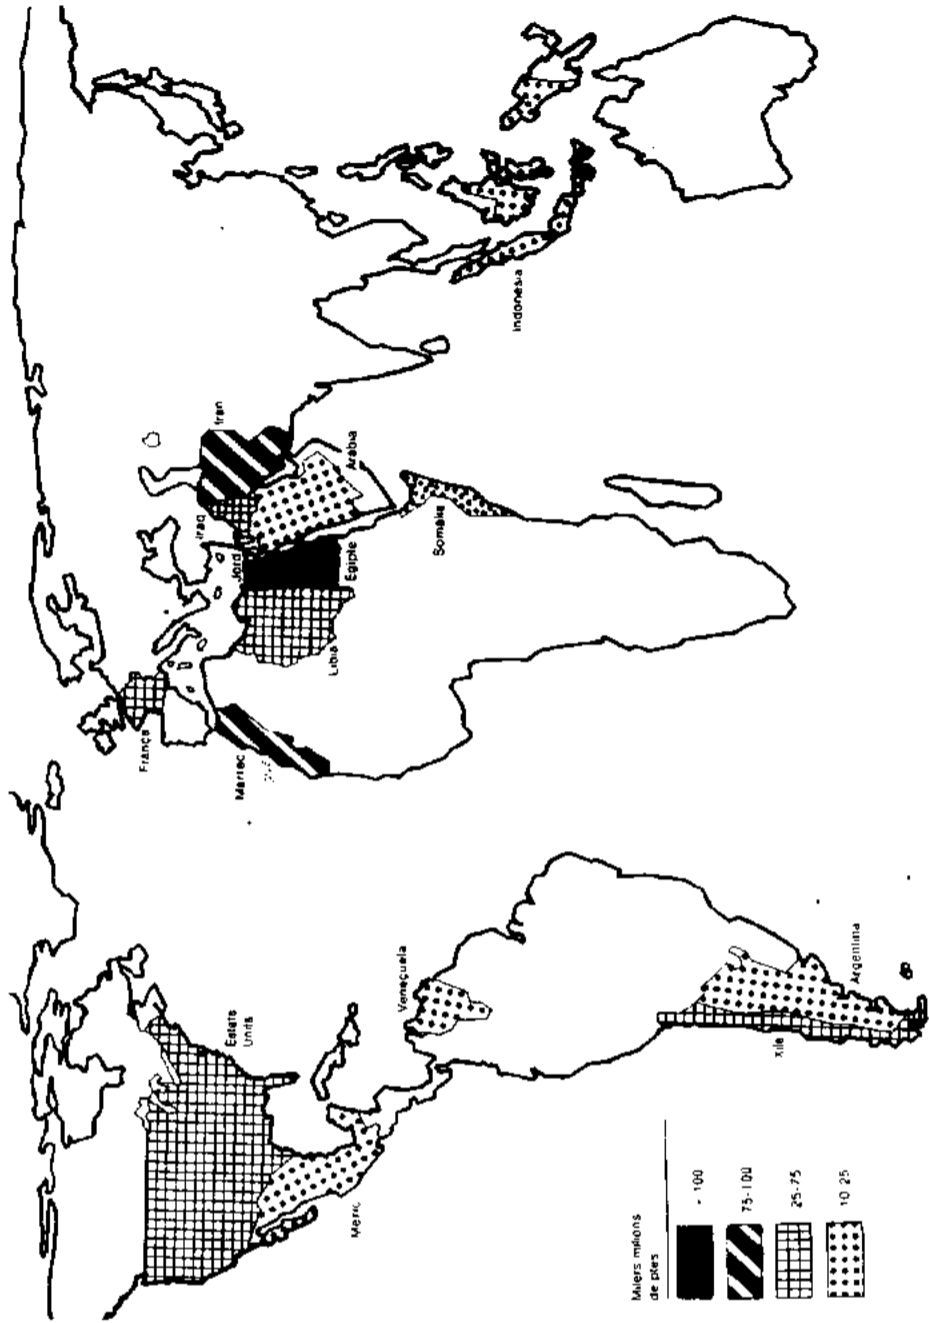 Estats
Units
Mèxic
Veneçuela
Xile
Argentina
França
Marroc
Líbia
Egipte
Jord
Iraq
Iran
Aràbia
Somàlia
Indonesia
Milers milions
de ptes
+ 100
75-100
25-75
10 25